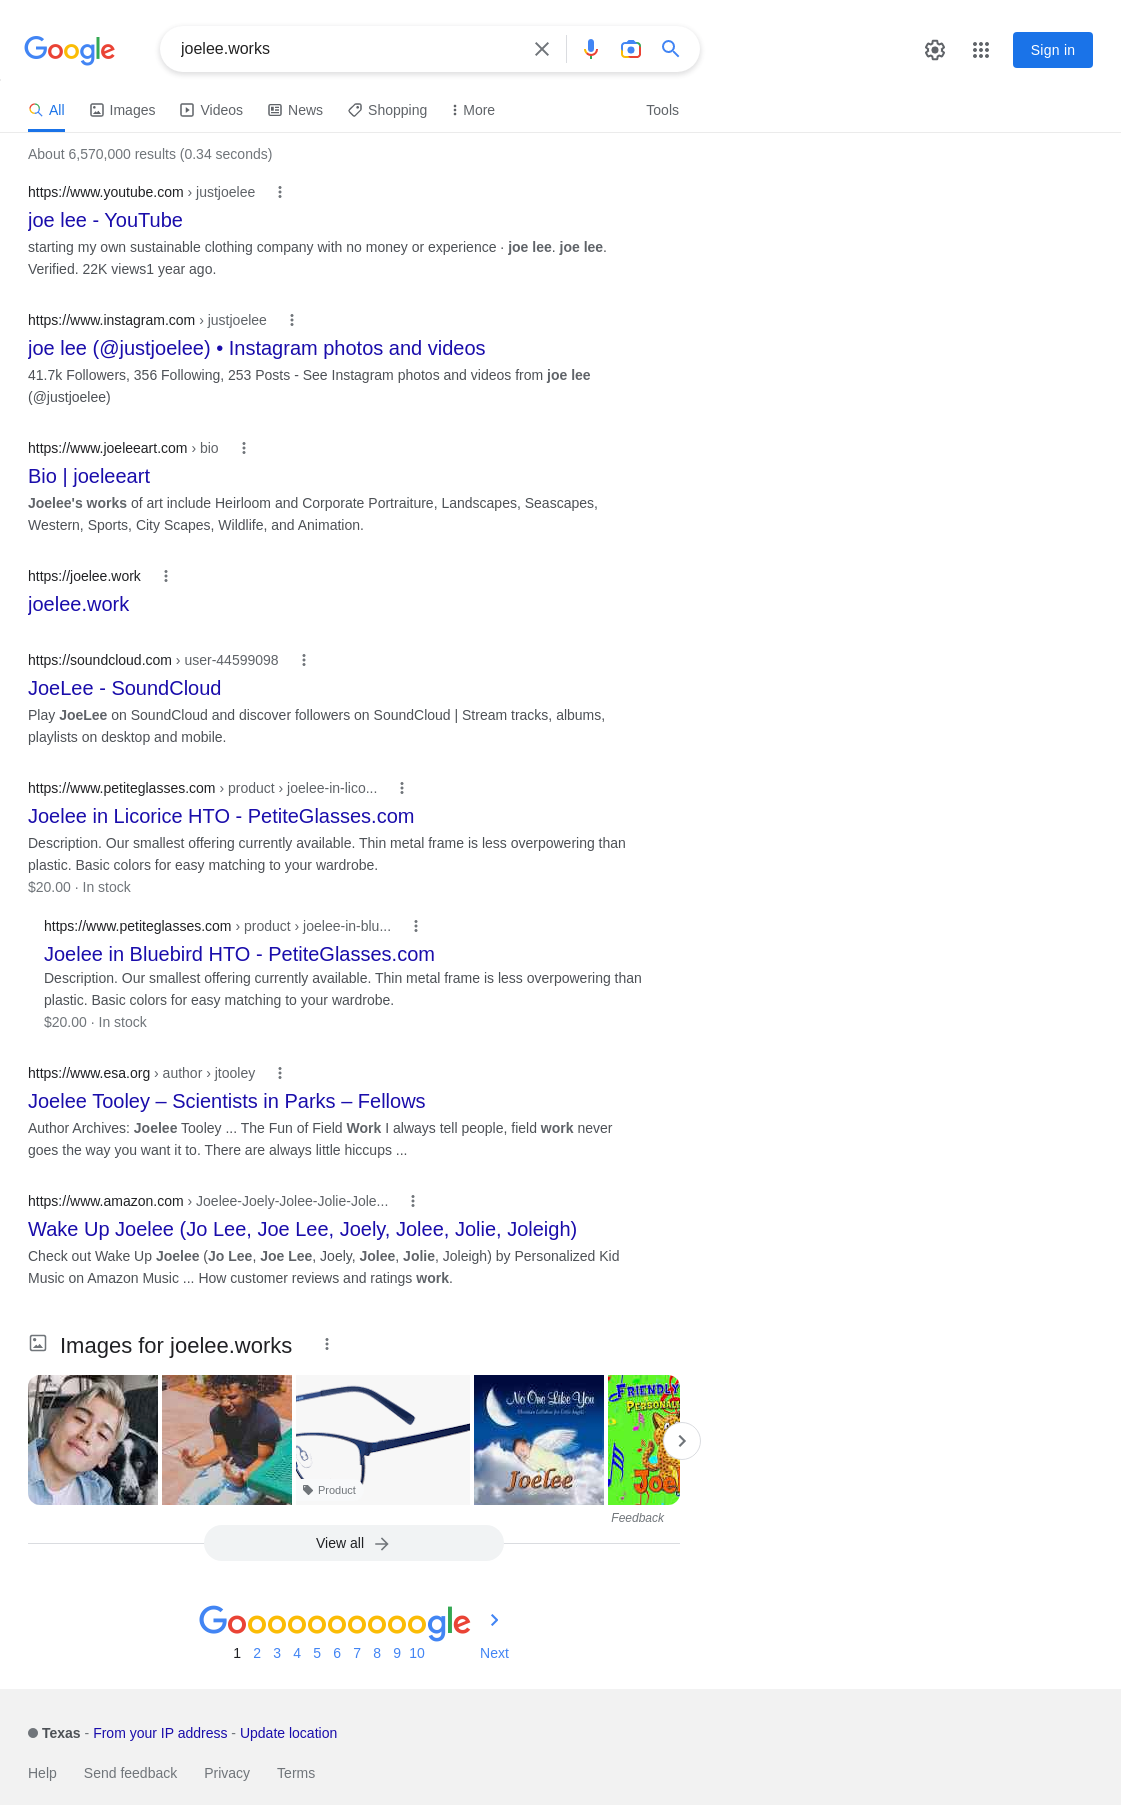 Google
joelee.works
Sign in
All
Images
Videos
News
Shopping
More
Tools
About 6,570,000 results (0.34 seconds)
https://www.youtube.com › justjoelee
joe lee - YouTube
starting my own sustainable clothing company with no money or experience · joe lee. joe lee.
Verified. 22K views1 year ago.
https://www.instagram.com › justjoelee
joe lee (@justjoelee) • Instagram photos and videos
41.7k Followers, 356 Following, 253 Posts - See Instagram photos and videos from joe lee
(@justjoelee)
https://www.joeleeart.com › bio
Bio | joeleeart
Joelee's works of art include Heirloom and Corporate Portraiture, Landscapes, Seascapes,
Western, Sports, City Scapes, Wildlife, and Animation.
https://joelee.work
joelee.work
https://soundcloud.com › user-44599098
JoeLee - SoundCloud
Play JoeLee on SoundCloud and discover followers on SoundCloud | Stream tracks, albums,
playlists on desktop and mobile.
https://www.petiteglasses.com › product › joelee-in-lico...
Joelee in Licorice HTO - PetiteGlasses.com
Description. Our smallest offering currently available. Thin metal frame is less overpowering than
plastic. Basic colors for easy matching to your wardrobe.
$20.00 · In stock
https://www.petiteglasses.com › product › joelee-in-blu...
Joelee in Bluebird HTO - PetiteGlasses.com
Description. Our smallest offering currently available. Thin metal frame is less overpowering than
plastic. Basic colors for easy matching to your wardrobe.
$20.00 · In stock
https://www.esa.org › author › jtooley
Joelee Tooley – Scientists in Parks – Fellows
Author Archives: Joelee Tooley ... The Fun of Field Work I always tell people, field work never
goes the way you want it to. There are always little hiccups ...
https://www.amazon.com › Joelee-Joely-Jolee-Jolie-Jole...
Wake Up Joelee (Jo Lee, Joe Lee, Joely, Jolee, Jolie, Joleigh)
Check out Wake Up Joelee (Jo Lee, Joe Lee, Joely, Jolee, Jolie, Joleigh) by Personalized Kid
Music on Amazon Music ... How customer reviews and ratings work.
Images for joelee.works
Product
No One Like You
Joelee
FRIENDLY
PERSONAL
Joe
Feedback
View all
Goooooooooogle
1 2 3 4 5 6 7 8 9 10 Next
Texas - From your IP address - Update location
Help
Send feedback
Privacy
Terms